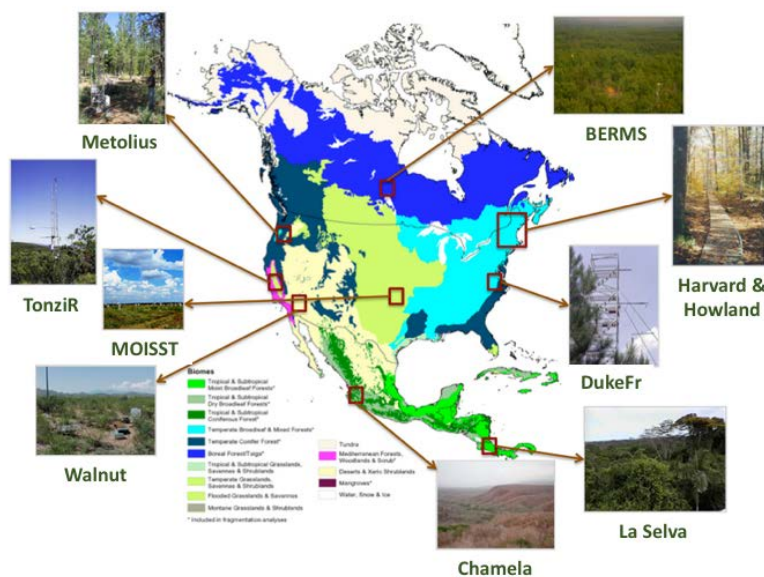 Metolius
BERMS
TonziR
MOISST
Harvard &
Howland
DukeFr
Walnut
La Selva
Chamela
Biomes
Tropical & Subtropical
Moist Broadleaf Forests*
Tropical & Subtropical
Dry Broadleaf Forests*
Tropical & Subtropical
Coniferous Forest*
Temperate Broadleaf & Mixed Forests*
Temperate Conifer Forest*
Boreal Forest/Taiga*
Tropical & Subtropical Grasslands,
Savannas & Shrublands
Temperate Grasslands,
Savannas & Shrublands
Flooded Grasslands & Savannas
Montane Grasslands & Shrublands
Tundra
Mediterranean Forests,
Woodlands & Scrub*
Deserts & Xeric Shrublands
Mangroves*
Water, Snow & Ice
* Included in fragmentation analyses